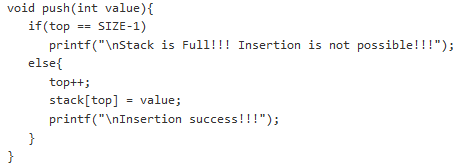 void push(int value){
   if(top == SIZE-1)
      printf("\nStack is Full!!! Insertion is not possible!!!");
   else{
      top++;
      stack[top] = value;
      printf("\nInsertion success!!!");
   }
}